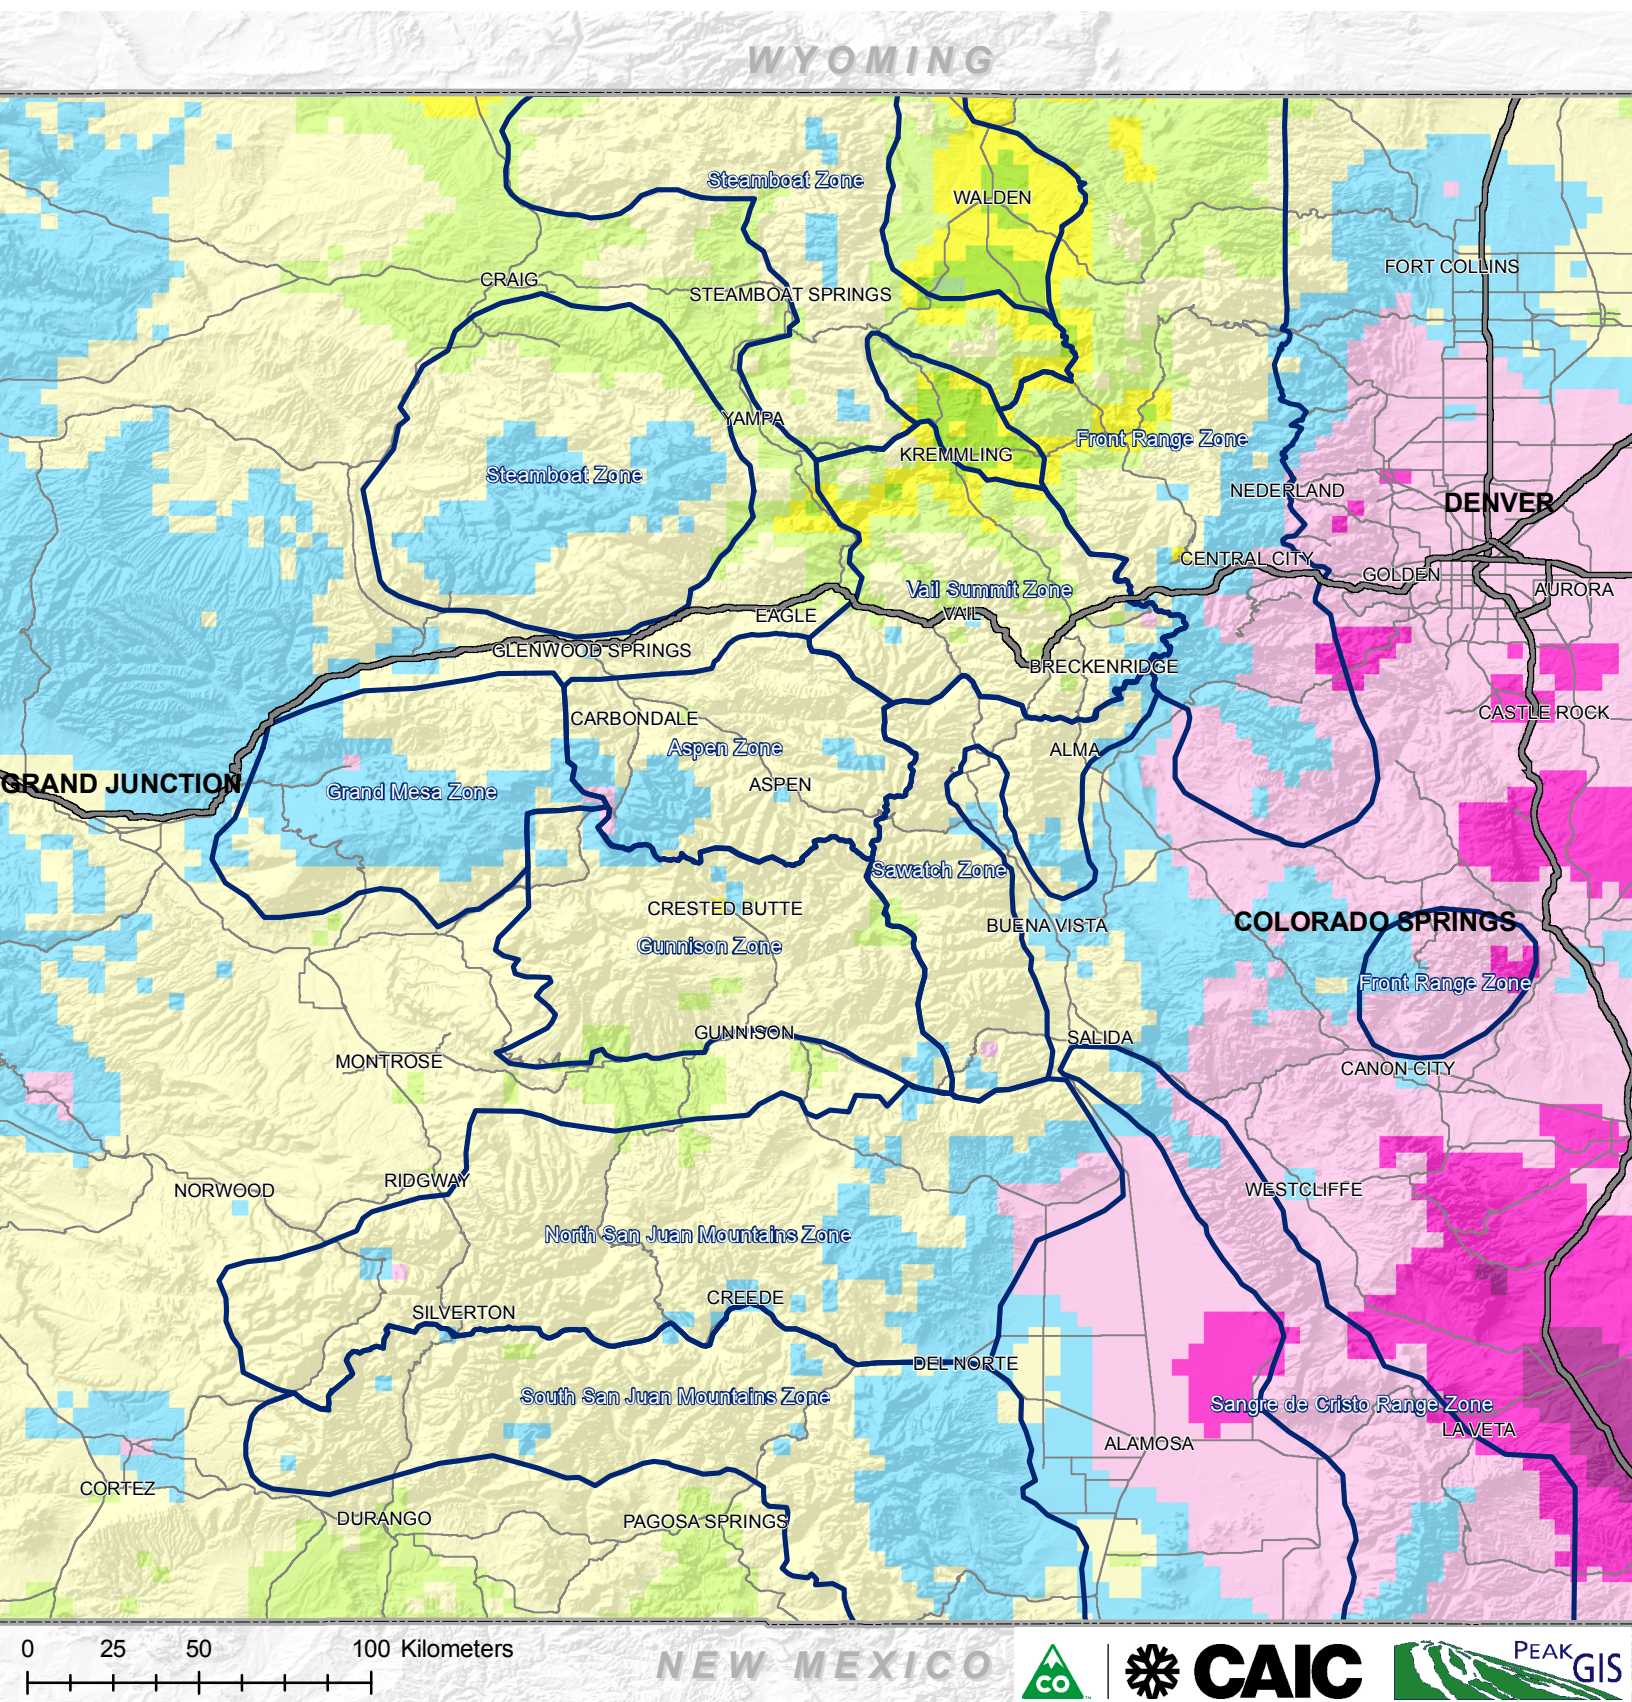 WYOMING
Steamboat Zone
WALDEN
FORT COLLINS
CRAIG
STEAMBOAT SPRINGS
YAMPA
Front Range Zone
KREMMLING
Steamboat Zone
NEDERLAND
DENVER
CENTRAL CITY
GOLDEN
AURORA
Vail Summit Zone
EAGLE
VAIL
GLENWOOD SPRINGS
BRECKENRIDGE
CARBONDALE
CASTLE ROCK
Aspen Zone
ALMA
GRAND JUNCTION
Grand Mesa Zone
ASPEN
Sawatch Zone
CRESTED BUTTE
BUENA VISTA
COLORADO SPRINGS
Gunnison Zone
Front Range Zone
GUNNISON
SALIDA
MONTROSE
CANON CITY
RIDGWAY
NORWOOD
WESTCLIFFE
North San Juan Mountains Zone
CREEDE
SILVERTON
DEL NORTE
South San Juan Mountains Zone
Sangre de Cristo Range Zone
LA VETA
ALAMOSA
CORTEZ
DURANGO
PAGOSA SPRINGS
0 25 50 100 Kilometers
NEW MEXICO
CO
CAIC
PEAK GIS